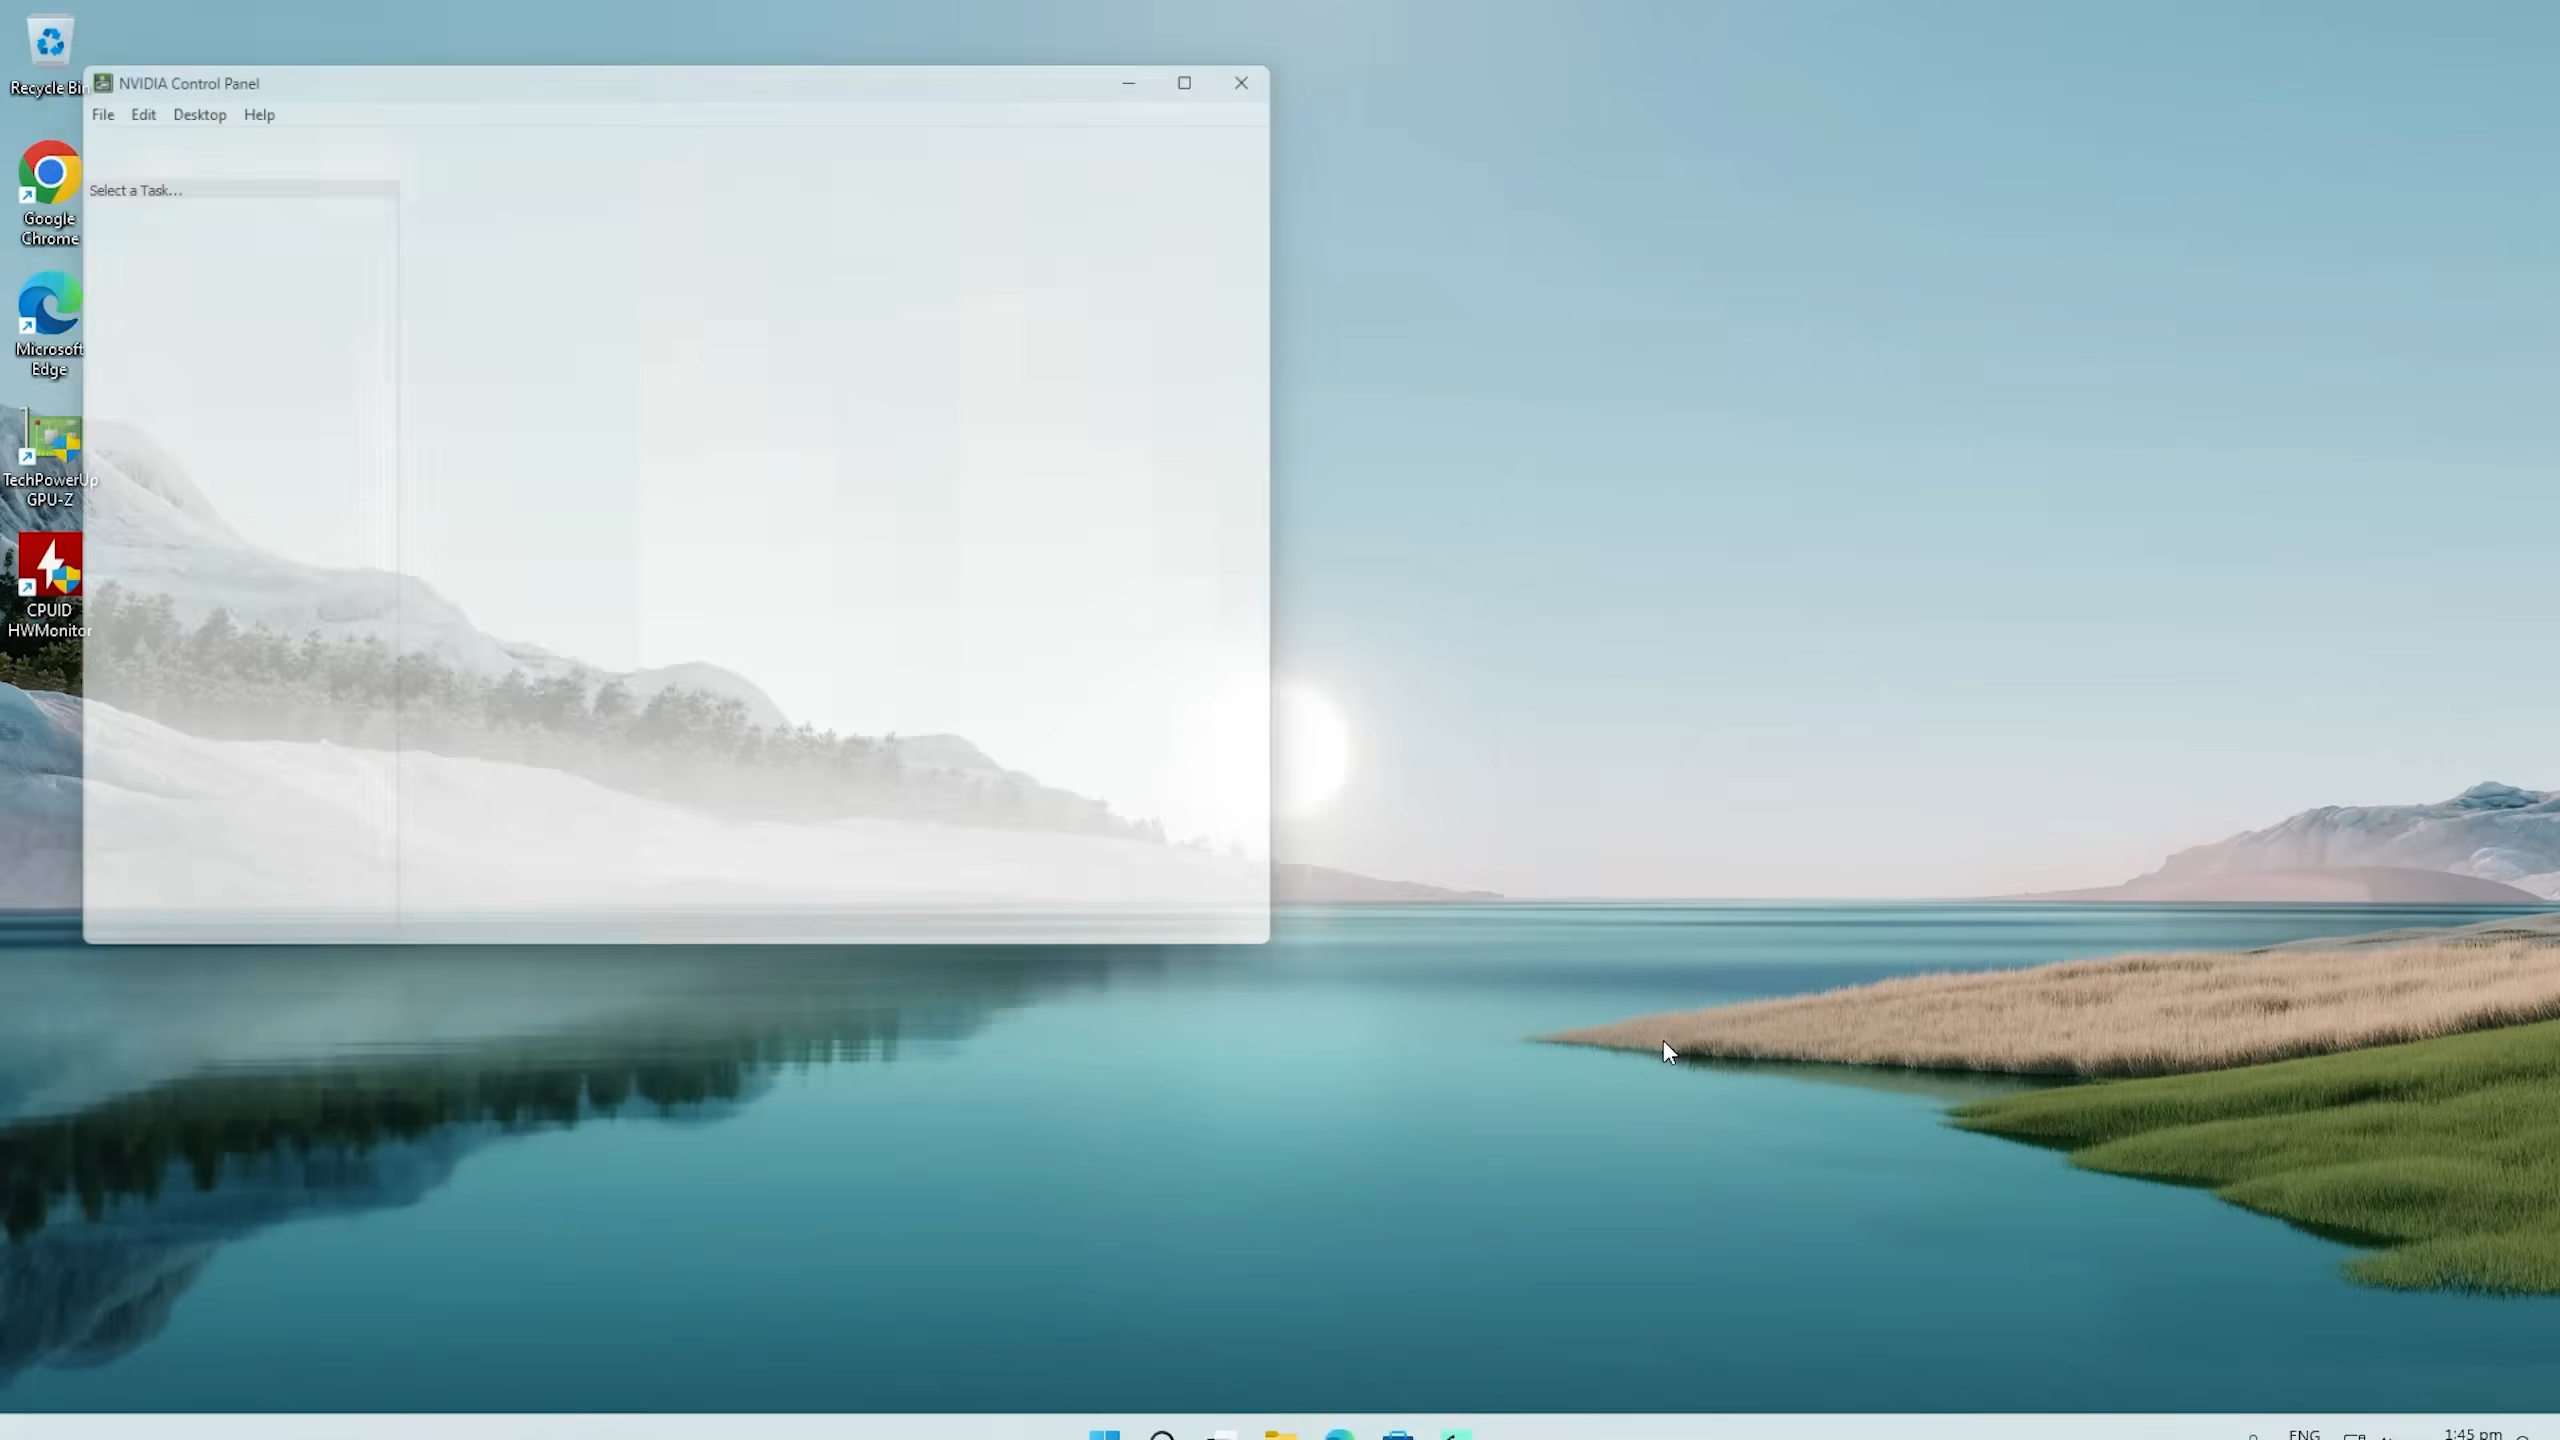 Recycle Bin
NVIDIA Control Panel
File Edit Desktop Help
Select a Task...
Google
Chrome
Microsoft
Edge
TechPowerUp
GPU-Z
CPUID
HWMonitor
ENG
1:45 pm